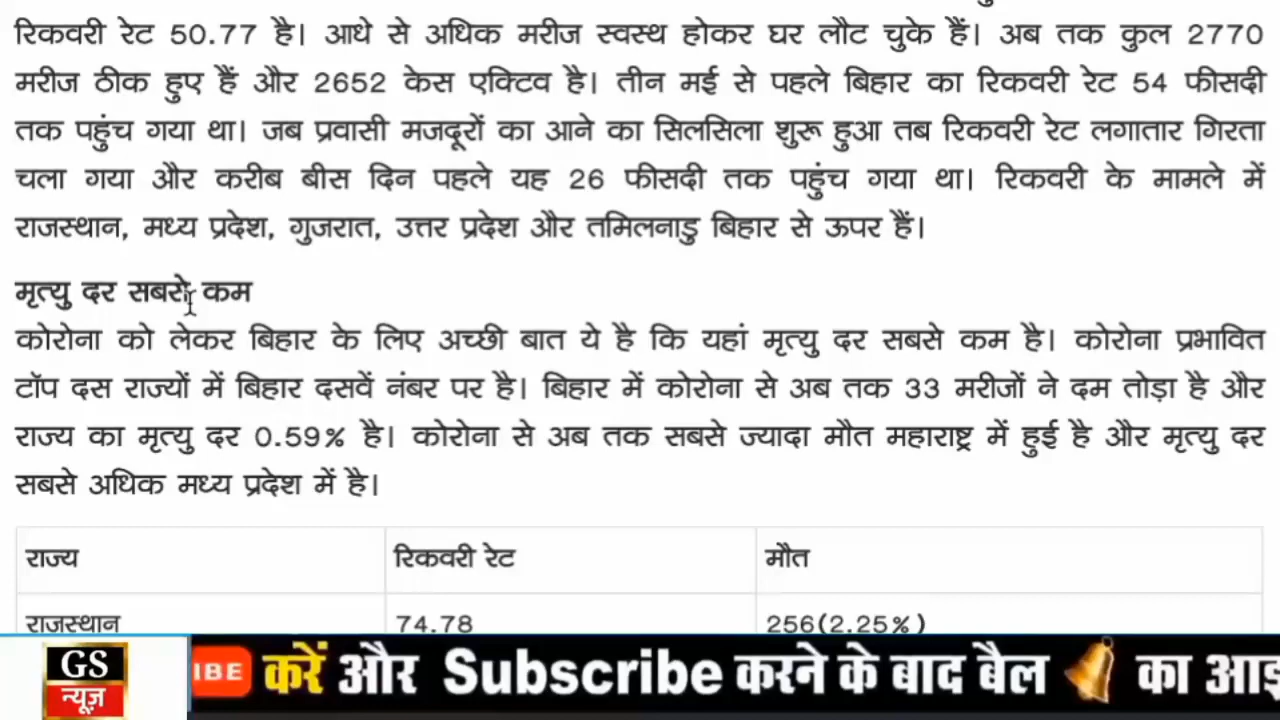 रिकवरी रेट 50.77 है। आधे से अधिक मरीज स्वस्थ होकर घर लौट चुके हैं। अब तक कुल 2770
मरीज ठीक हुए हैं और 2652 केस एक्टिव है। तीन मई से पहले बिहार का रिकवरी रेट 54 फीसदी
तक पहुंच गया था। जब प्रवासी मजदूरों का आने का सिलसिला शुरू हुआ तब रिकवरी रेट लगातार गिरता
चला गया और करीब बीस दिन पहले यह 26 फीसदी तक पहुंच गया था। रिकवरी के मामले में
राजस्थान, मध्य प्रदेश, गुजरात, उत्तर प्रदेश और तमिलनाडु बिहार से ऊपर हैं।
मृत्यु दर सबसे कम
कोरोना को लेकर बिहार के लिए अच्छी बात ये है कि यहां मृत्यु दर सबसे कम है। कोरोना प्रभावित
टॉप दस राज्यों में बिहार दसवें नंबर पर है। बिहार में कोरोना से अब तक 33 मरीजों ने दम तोड़ा है और
राज्य का मृत्यु दर 0.59% है। कोरोना से अब तक सबसे ज्यादा मौत महाराष्ट्र में हुई है और मृत्यु दर
सबसे अधिक मध्य प्रदेश में है।
राज्य रिकवरी रेट मौत
राजस्थान 74.78 256(2.25%)
GS
न्यूज़
IBE करें और Subscribe करने के बाद बैल का आइ